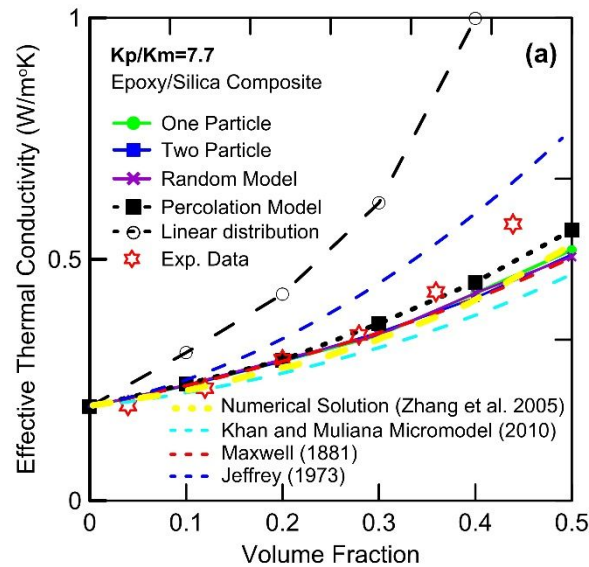 1
(a)
Kp/Km=7.7
Epoxy/Silica Composite
One Particle
Two Particle
Random Model
Percolation Model
Linear distribution
Exp. Data
0.5
Effective Thermal Conductivity (W/m°K)
Numerical Solution (Zhang et al. 2005)
Khan and Muliana Micromodel (2010)
Maxwell (1881)
Jeffrey (1973)
0
0 0.1 0.2 0.3 0.4 0.5
Volume Fraction